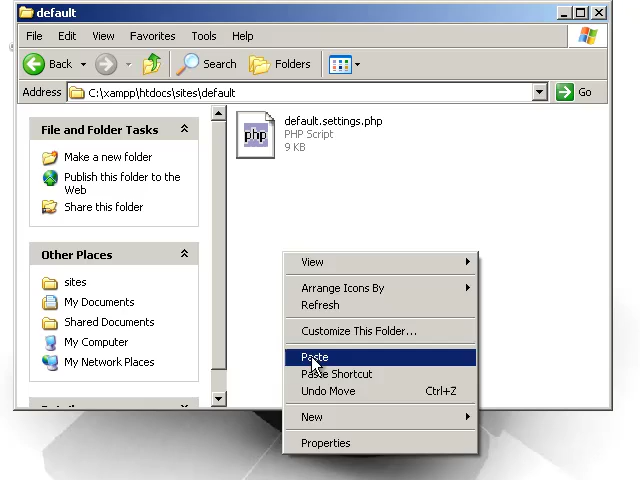 default
File Edit View Favorites Tools Help
Back Search Folders
Address C:\xampp\htdocs\sites\default Go
File and Folder Tasks
Make a new folder
Publish this folder to the
Web
Share this folder
Other Places
sites
My Documents
Shared Documents
My Computer
My Network Places
php
default.settings.php
PHP Script
9 KB
View
Arrange Icons By
Refresh
Customize This Folder...
Paste
Paste Shortcut
Undo Move Ctrl+Z
New
Properties